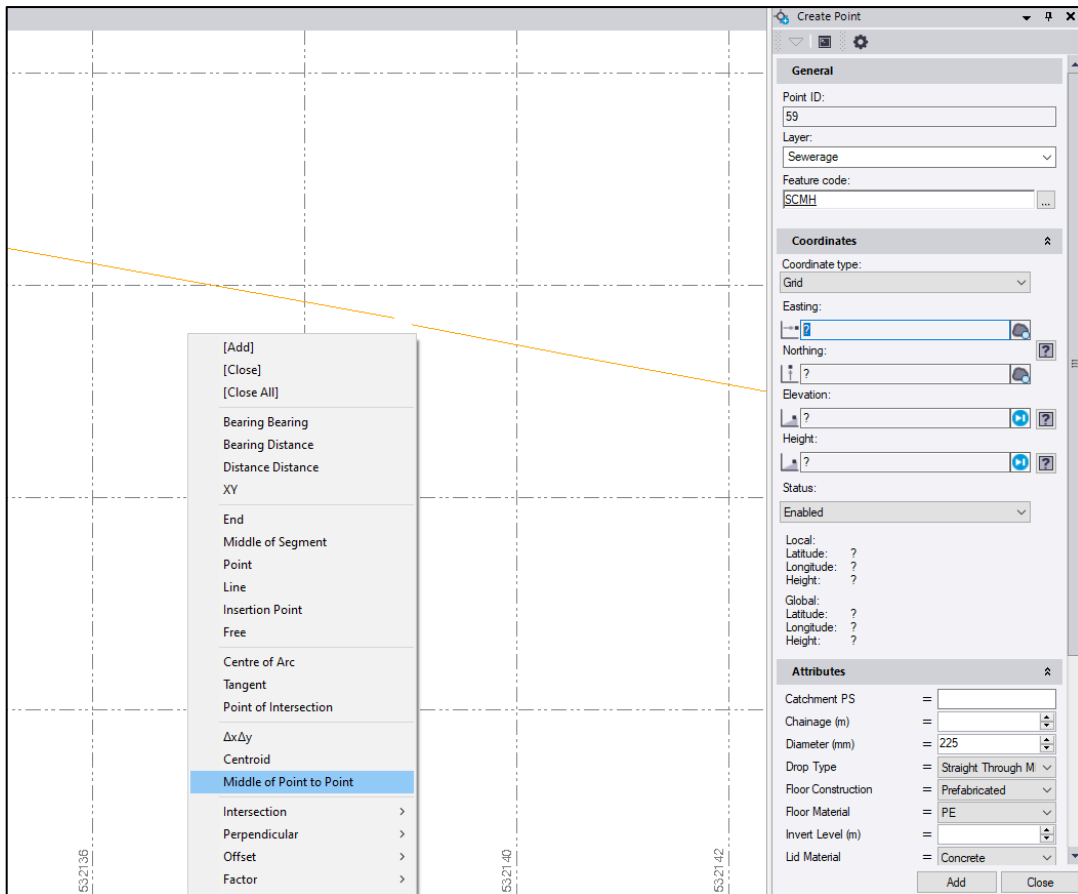 Create Point
General
Point ID:
59
Layer:
Sewerage
Feature code:
SCMH
...
Coordinates
Coordinate type:
Grid
Easting:
?
Northing:
?
?
Elevation:
?
?
Height:
?
?
Status:
Enabled
Local:
Latitude: ?
Longitude: ?
Height: ?
Global:
Latitude: ?
Longitude: ?
Height: ?
Attributes
Catchment PS =
Chainage (m) =
Diameter (mm) = 225
Drop Type = Straight Through M
Floor Construction = Prefabricated
Floor Material = PE
Invert Level (m) =
Lid Material = Concrete
Add Close
[Add]
[Close]
[Close All]
Bearing Bearing
Bearing Distance
Distance Distance
XY
End
Middle of Segment
Point
Line
Insertion Point
Free
Centre of Arc
Tangent
Point of Intersection
ΔxΔy
Centroid
Middle of Point to Point
Intersection
Perpendicular
Offset
Factor
532136
532140
532142